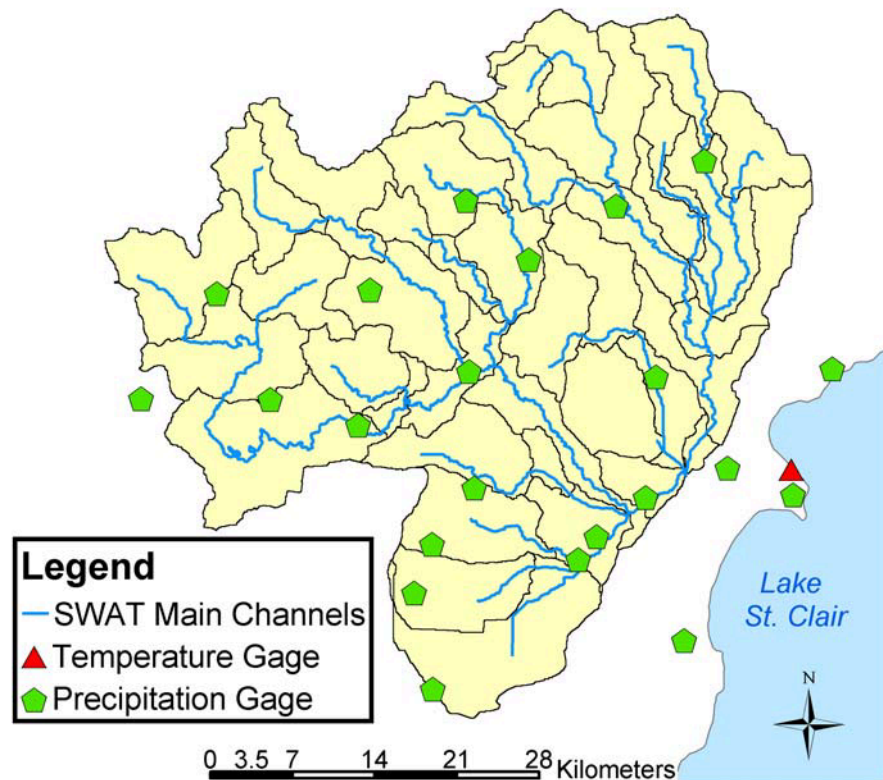 Legend
SWAT Main Channels
Temperature Gage
Precipitation Gage
Lake
St. Clair
N
0 3.5 7 14 21 28 Kilometers